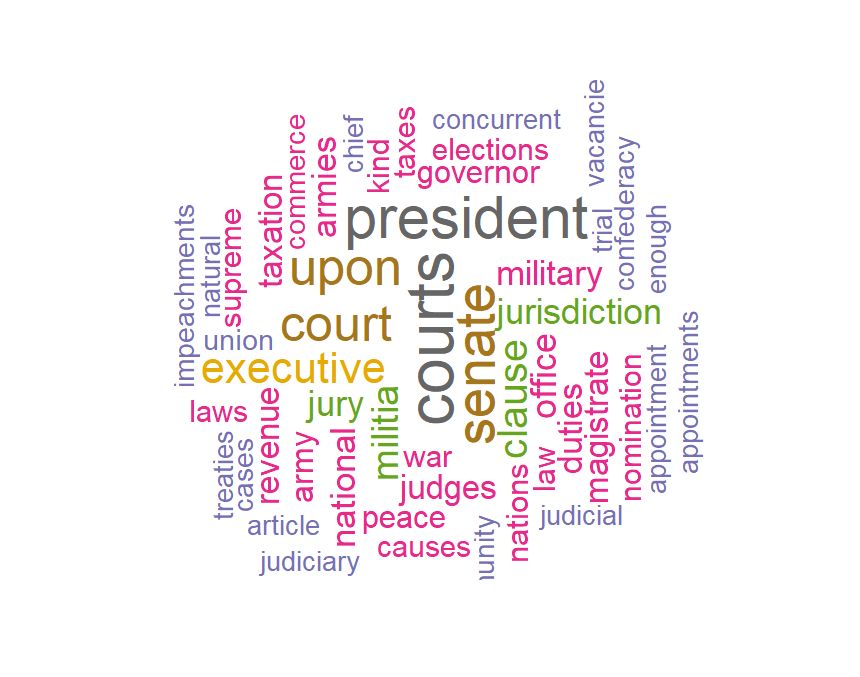 vacancie
concurrent
chief
taxes
commerce
kind
elections
armies
governor
confederacy
taxation
president
trial
enough
impeachments
natural
supreme
upon
courts
military
senate
jurisdiction
court
union
executive
clause
office
appointments
laws
jury
militia
duties
magistrate
nomination
appointment
revenue
treaties
cases
army
national
war
judges
law
nations
peace
article
judicial
causes
unity
judiciary